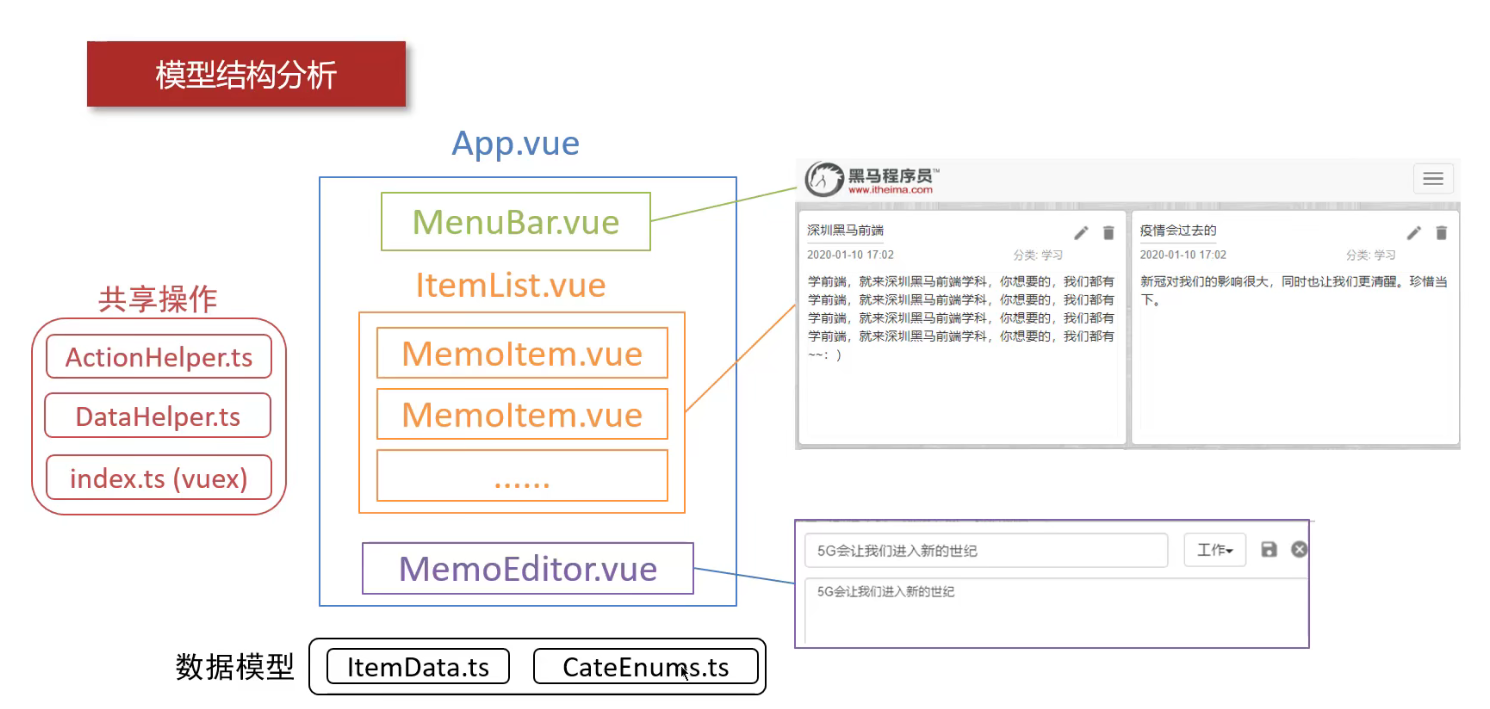 模型结构分析
App.vue
MenuBar.vue
ItemList.vue
MemoItem.vue
MemoItem.vue
......
MemoEditor.vue
共享操作
ActionHelper.ts
DataHelper.ts
index.ts (vuex)
数据模型
ItemData.ts
CateEnums.ts
黑马程序员™
www.itheima.com
深圳黑马前端
2020-01-10 17:02 分类: 学习
学前端，就来深圳黑马前端学科，你想要的，我们都有
学前端，就来深圳黑马前端学科，你想要的，我们都有
学前端，就来深圳黑马前端学科，你想要的，我们都有
学前端，就来深圳黑马前端学科，你想要的，我们都有
~~：)
疫情会过去的
2020-01-10 17:02 分类: 学习
新冠对我们的影响很大，同时也让我们更清醒。珍惜当
下。
5G会让我们进入新的世纪
工作
5G会让我们进入新的世纪